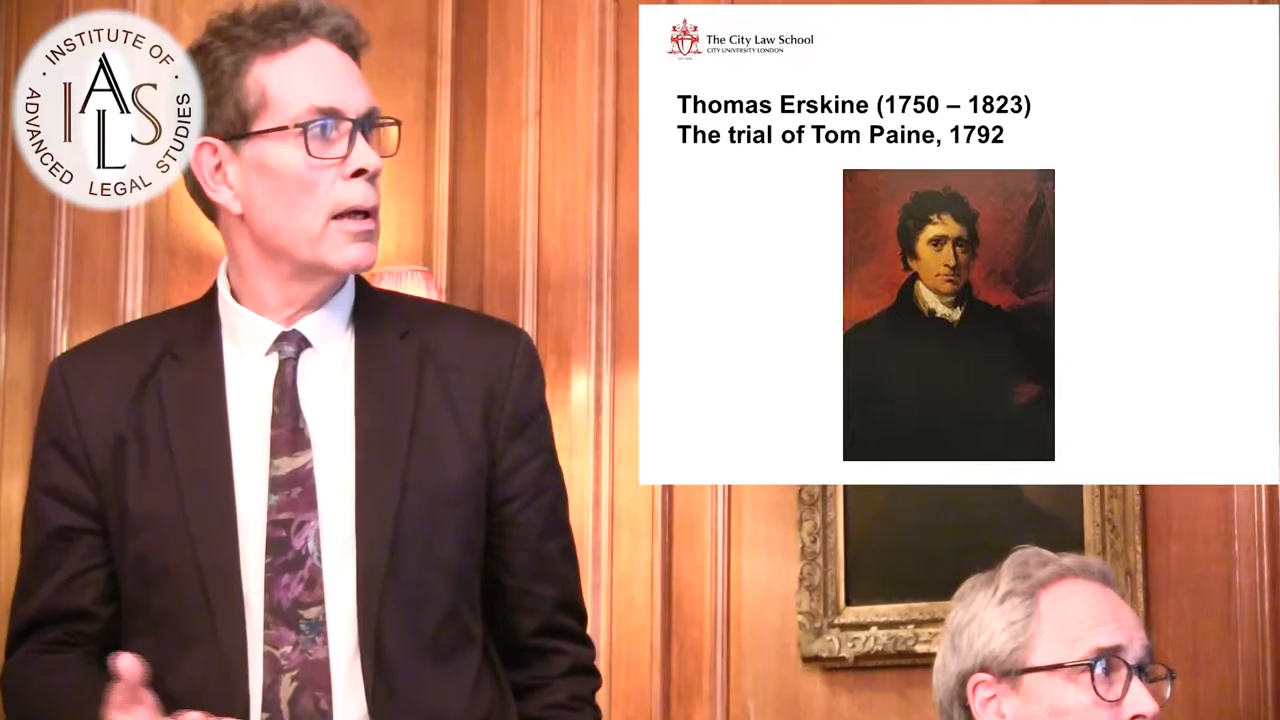 INSTITUTE OF
ADVANCED LEGAL STUDIES
IALS
The City Law School
CITY UNIVERSITY LONDON
Thomas Erskine (1750 – 1823)
The trial of Tom Paine, 1792